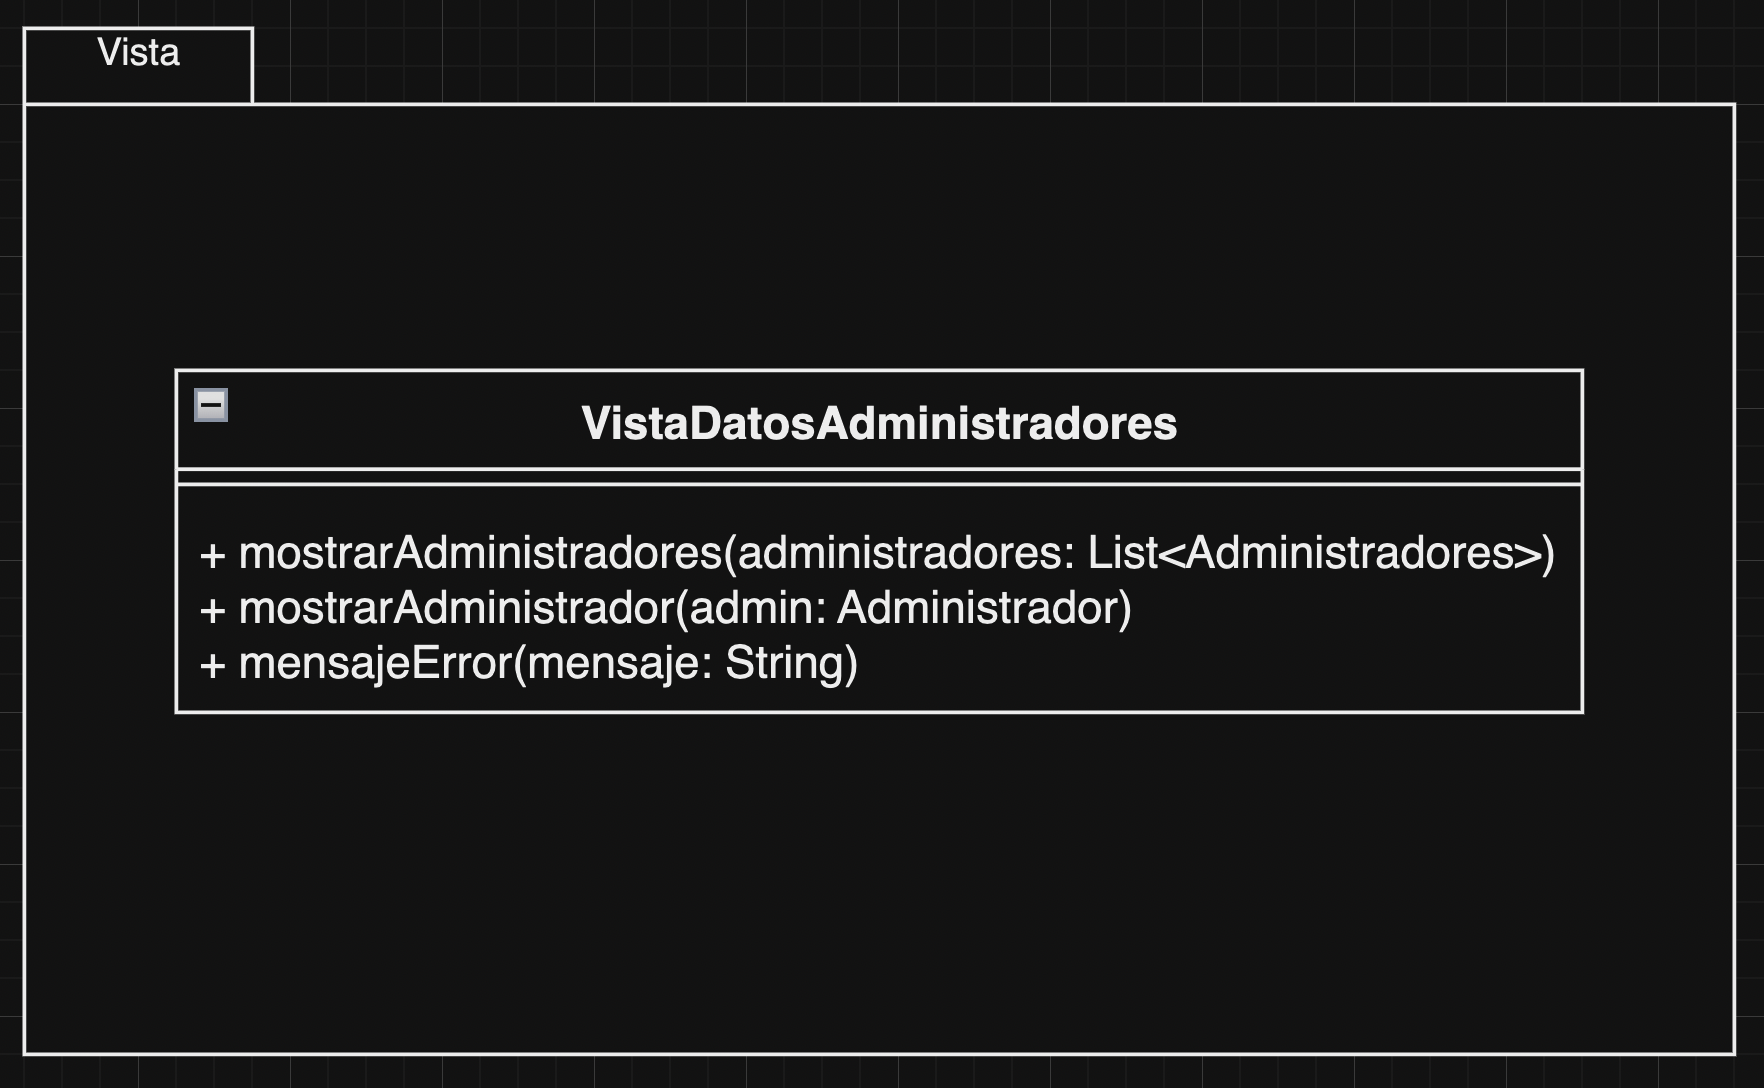 Vista
VistaDatosAdministradores
+ mostrarAdministradores(administradores: List<Administradores>)
+ mostrarAdministrador(admin: Administrador)
+ mensajeError(mensaje: String)